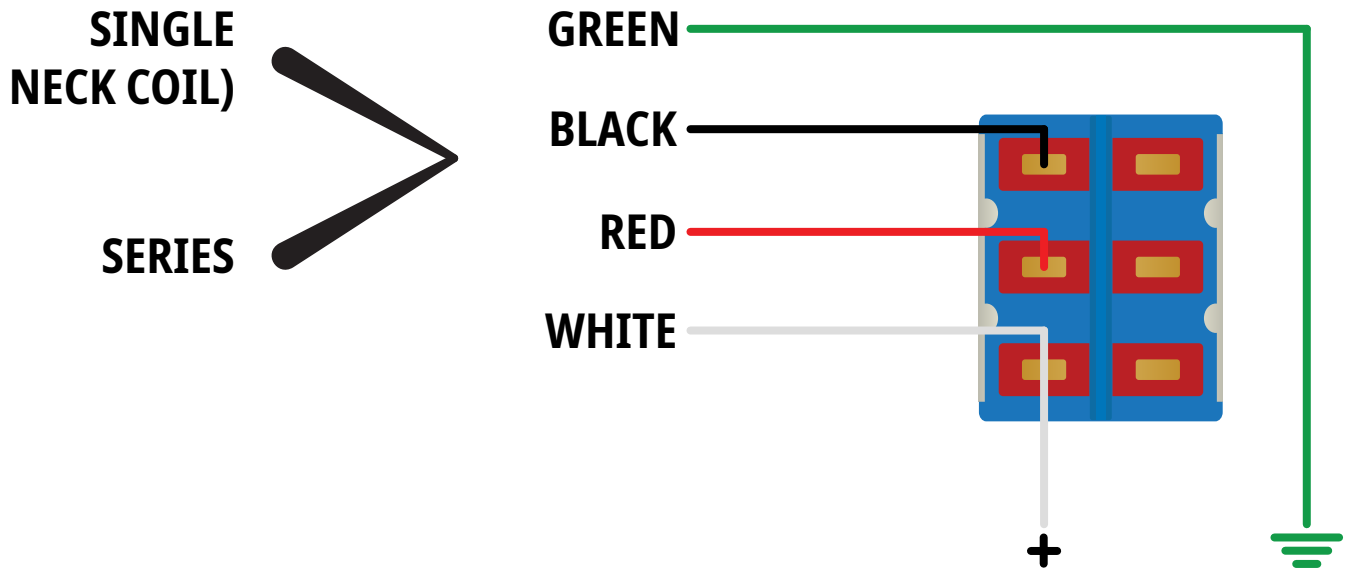 SINGLE
NECK COIL)
SERIES
GREEN
BLACK
RED
WHITE
+